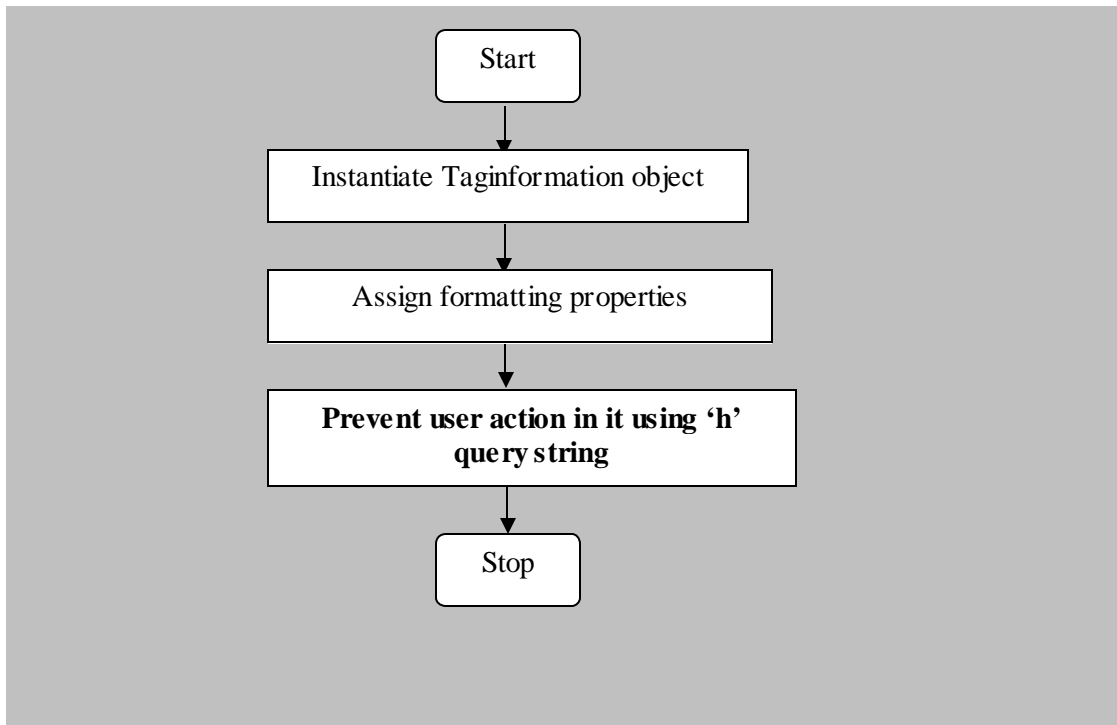 Start
Instantiate Taginformation object
Assign formatting properties
Prevent user action in it using ‘h’
query string
Stop